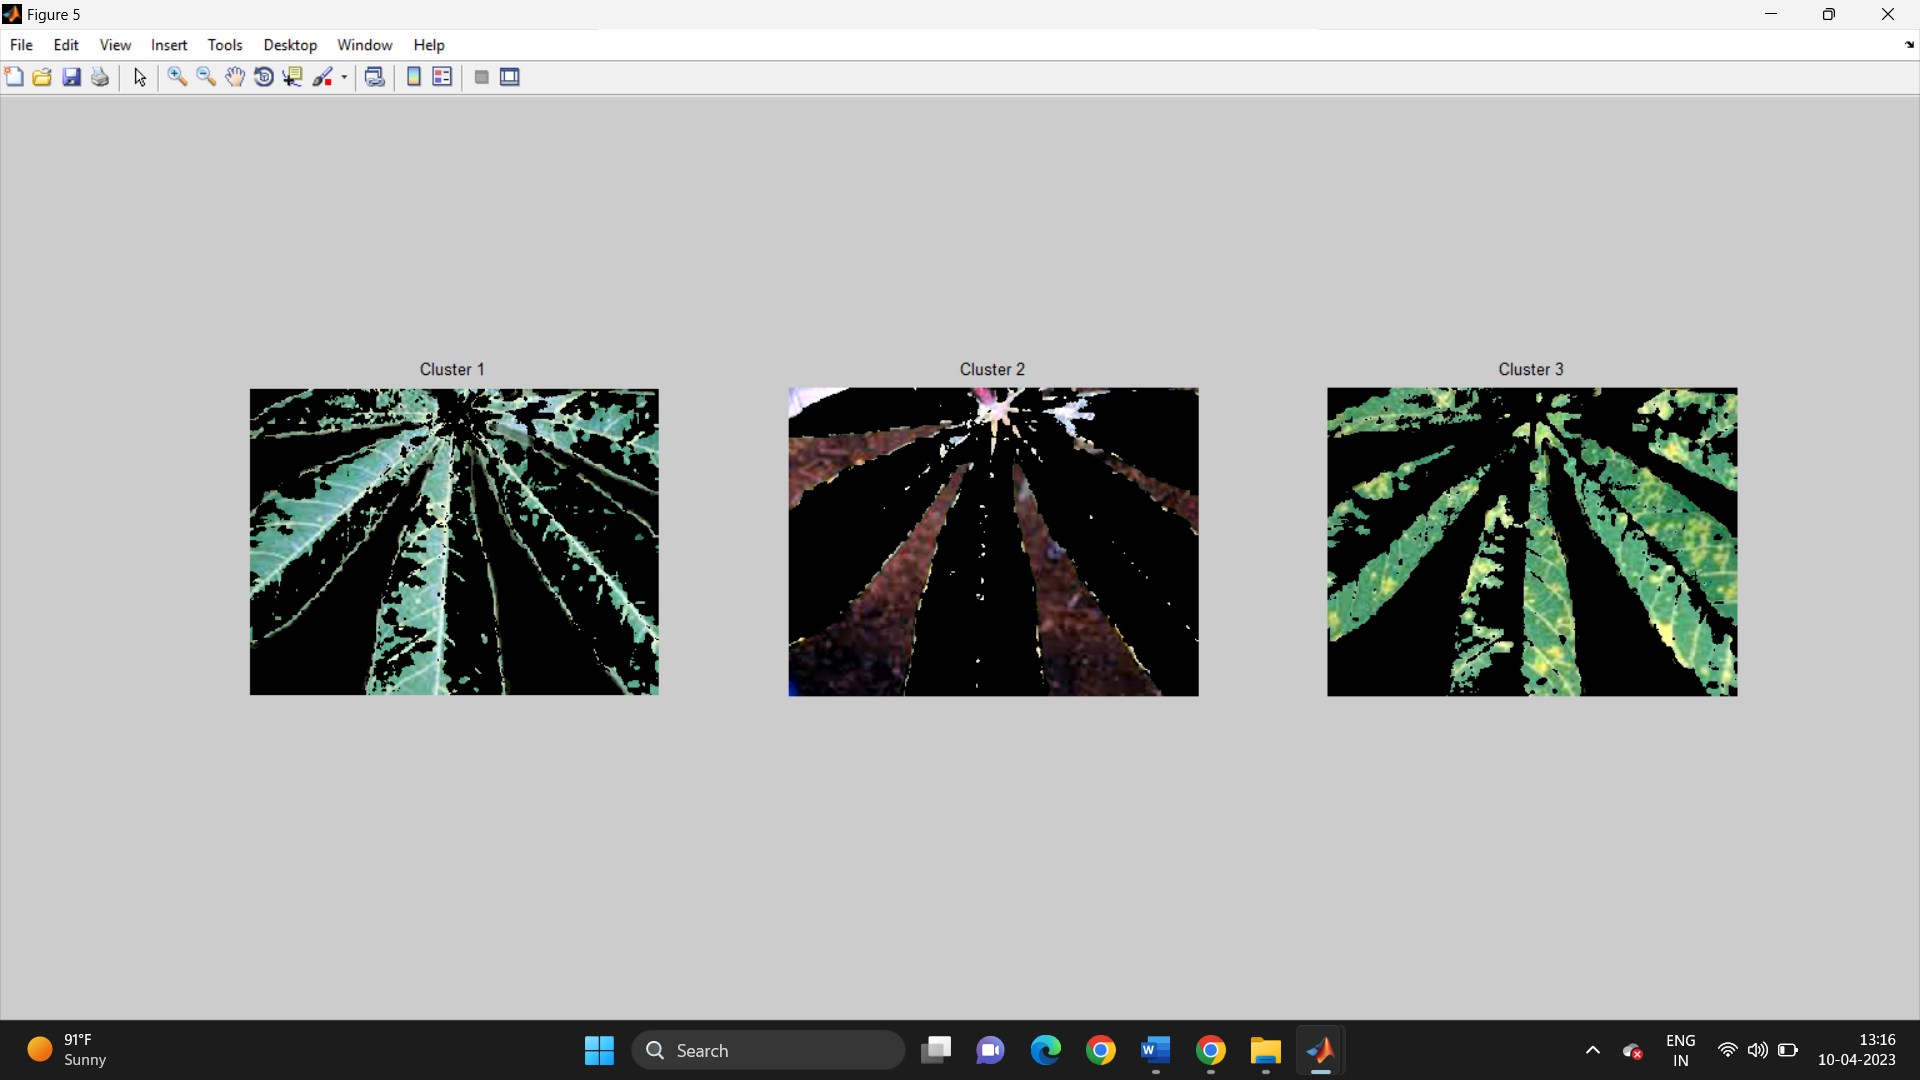 Figure 5
File Edit View Insert Tools Desktop Window Help
Cluster 1 Cluster 2 Cluster 3
91°F
Sunny
Search
W
ENG
IN
13:16
10-04-2023